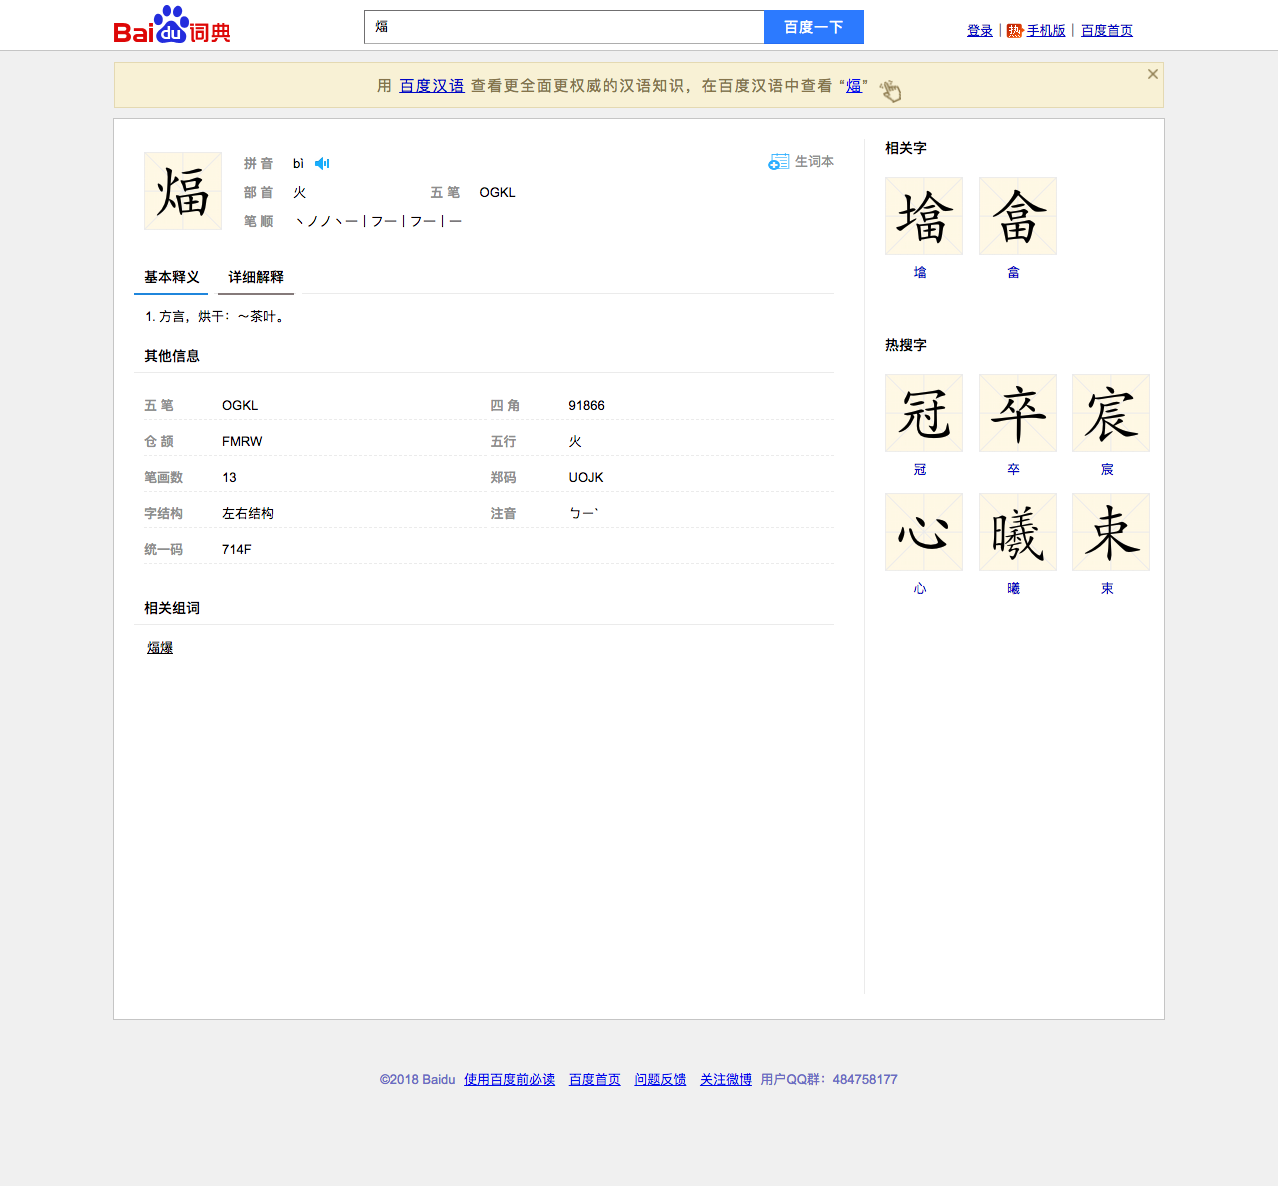 Baidu词典
煏
百度一下
登录 | 热 手机版 | 百度首页
用 百度汉语 查看更全面更权威的汉语知识，在百度汉语中查看 “煏”
煏
拼 音 bì
生词本
部 首 火 五 笔 OGKL
笔 顺 丶ノノ丶一丨フ一丨フ一丨一
基本释义 详细解释
1. 方言，烘干：～茶叶。
其他信息
五 笔 OGKL 四 角 91866
仓 颉 FMRW 五行 火
笔画数 13 郑码 UOJK
字结构 左右结构 注音 ㄅㄧˋ
统一码 714F
相关组词
煏爆
相关字
堛 畗
热搜字
冠 卒 宸
冠 卒 宸
心 曦 束
心 曦 束
©2018 Baidu 使用百度前必读 百度首页 问题反馈 关注微博 用户QQ群：484758177